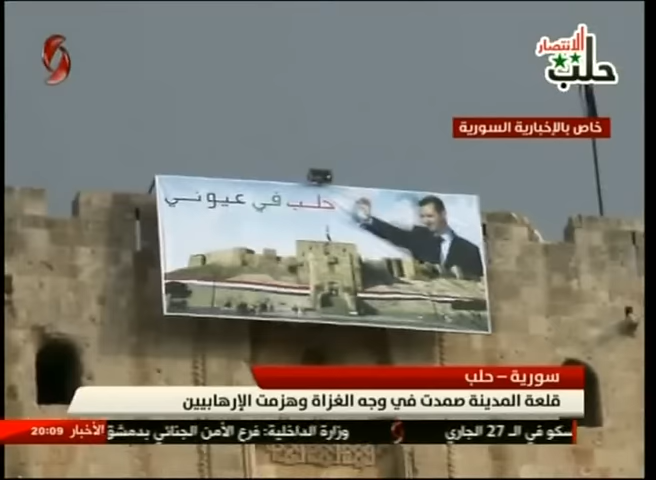 الانتصار
حلب
خاص بالإخبارية السورية
حلب في عيوني
سورية – حلب
قلعة المدينة صمدت في وجه الغزاة وهزمت الإرهابيين
سكو في الـ 27 الجاري
وزارة الداخلية: فرع الأمن الجنائي بدمشق
الأخبار 20:09